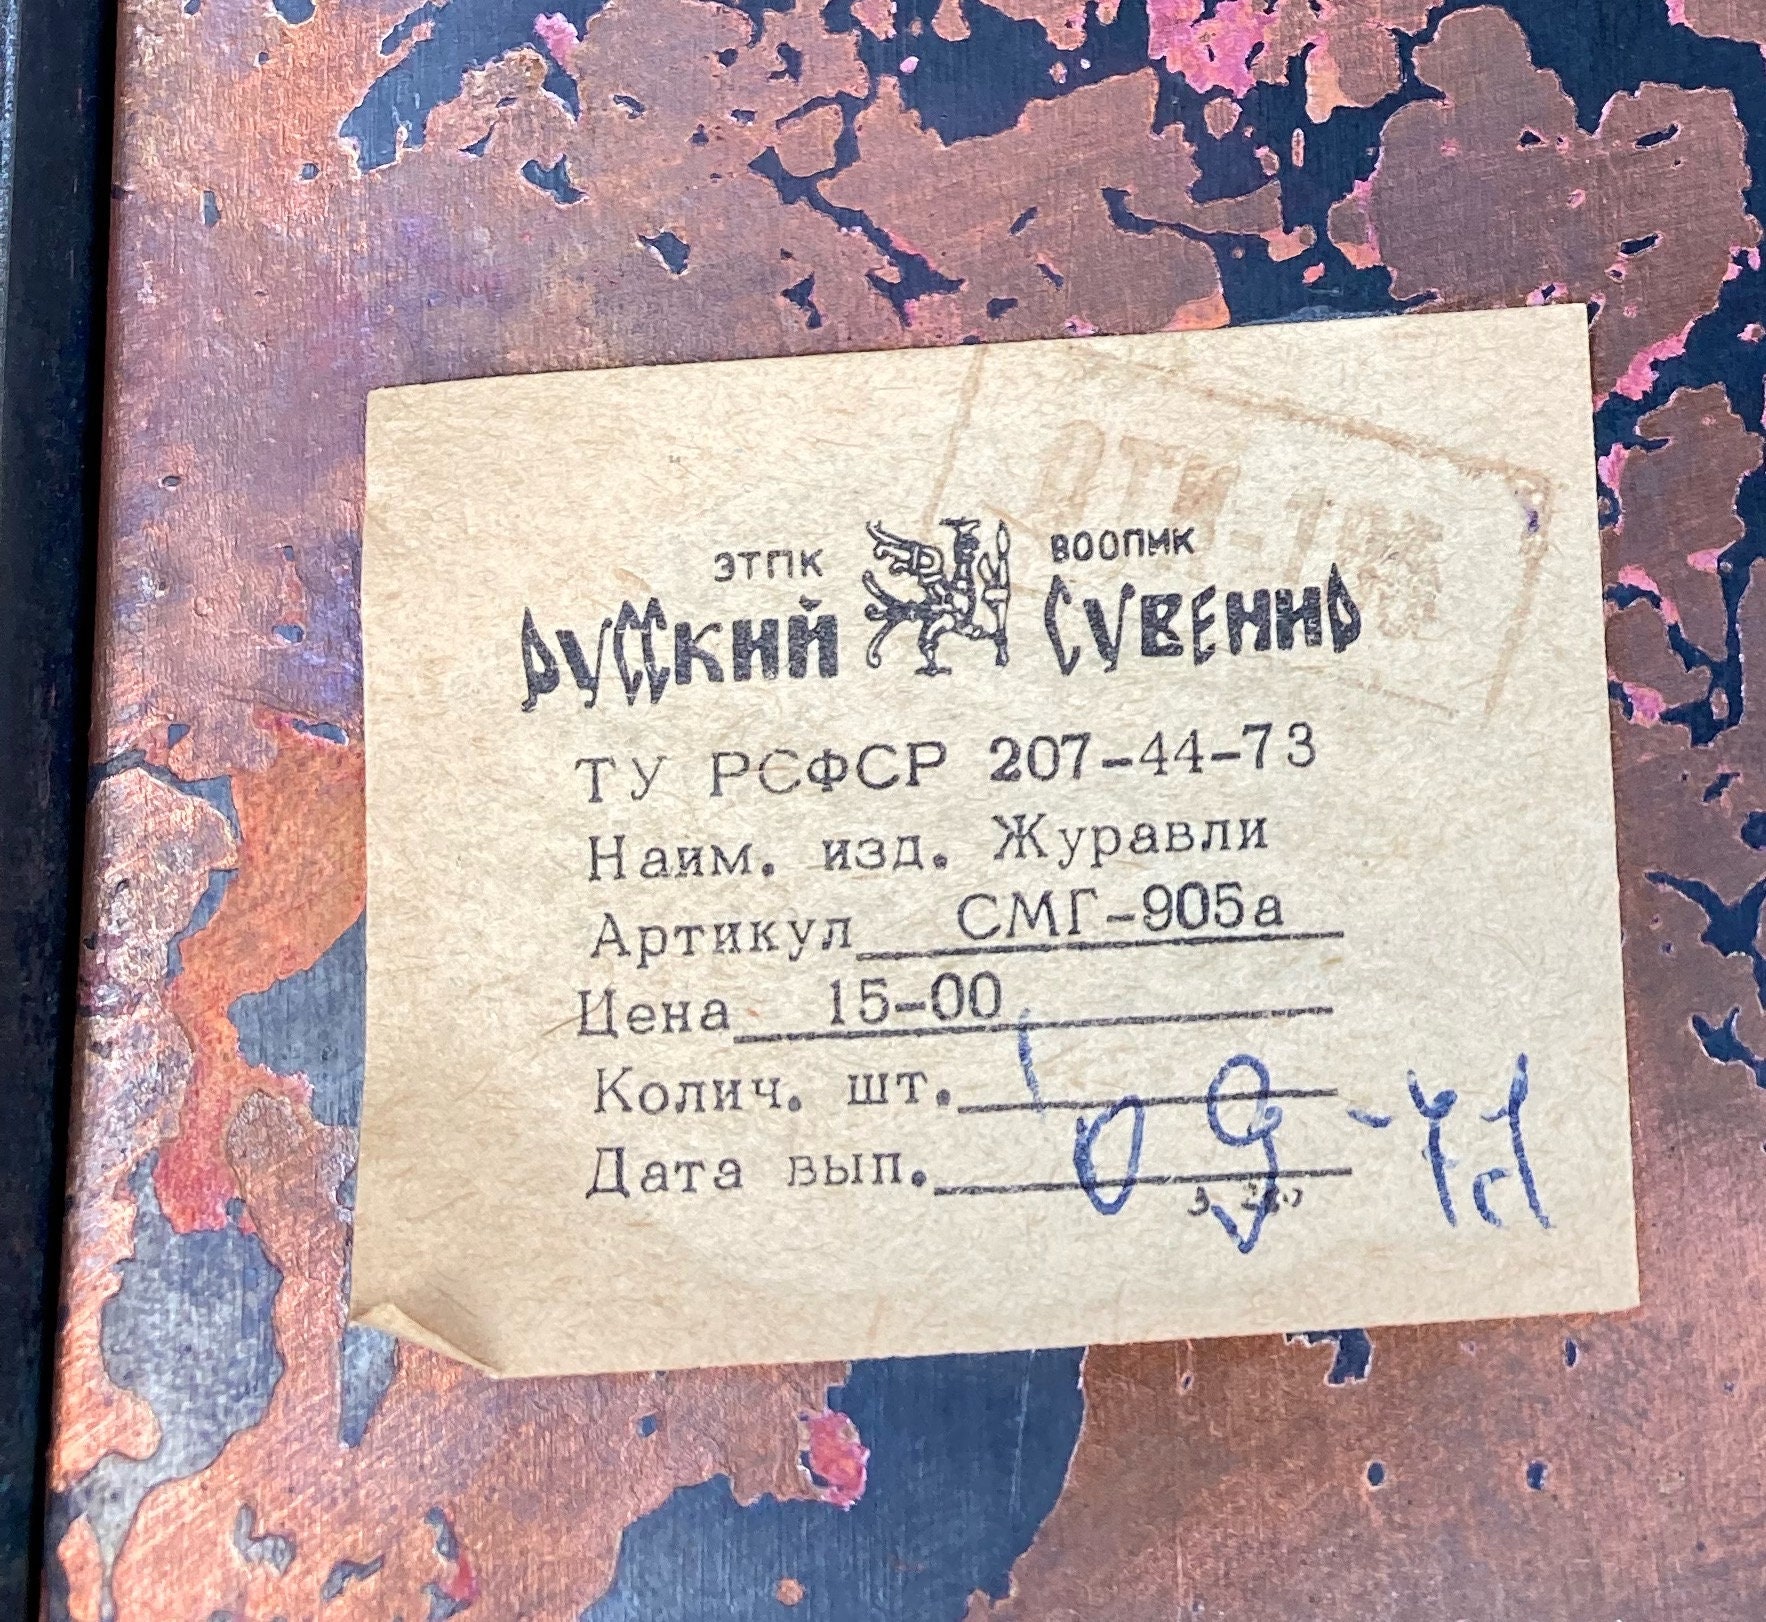 ЭТПК ВООПИК
РУССКИЙ СУВЕНИР
ТУ РСФСР 207-44-73
Наим. изд. Журавли
Артикул СМГ-905а
Цена 15-00
Колич. шт.
Дата вып.